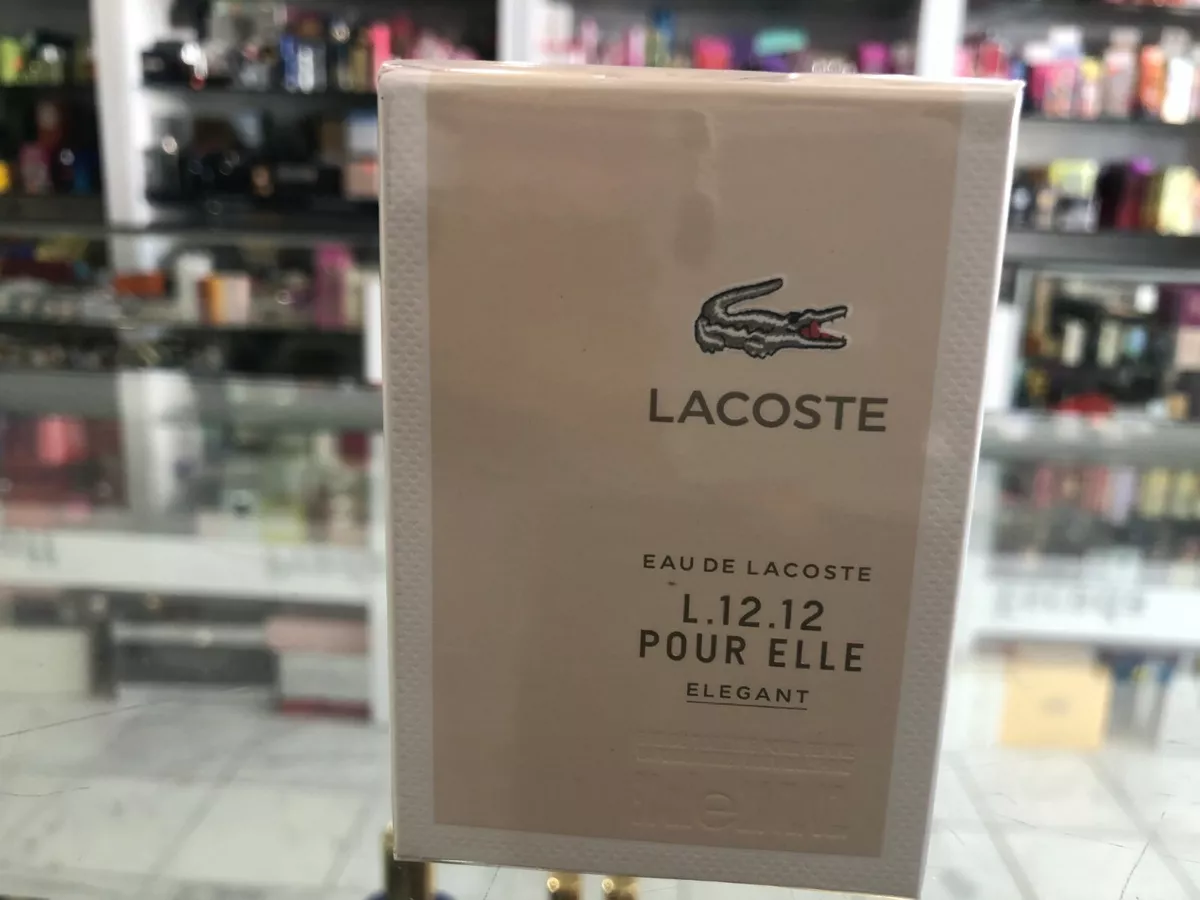 LACOSTE
EAU DE LACOSTE
L.12.12
POUR ELLE
ELEGANT